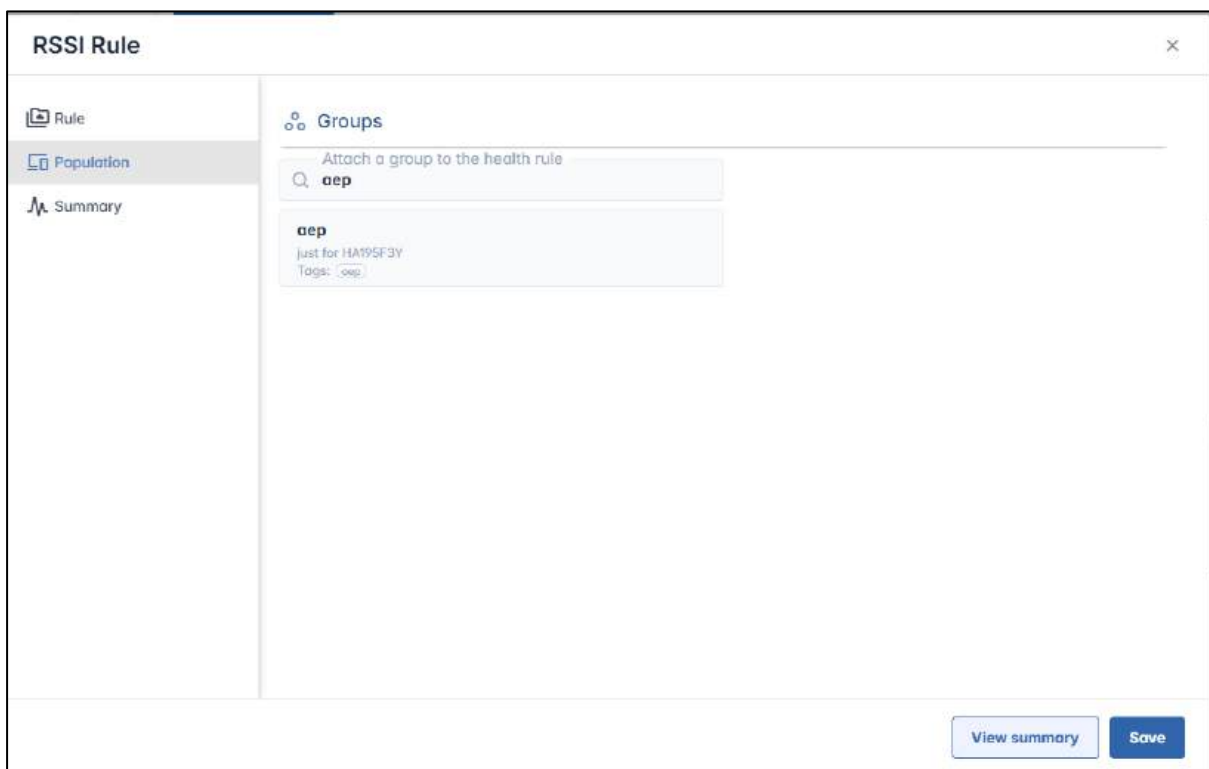 RSSI Rule
Rule
Population
Summary
Groups
Attach a group to the health rule
aep
aep
just for HA195F3Y
Tags: aep
View summary
Save